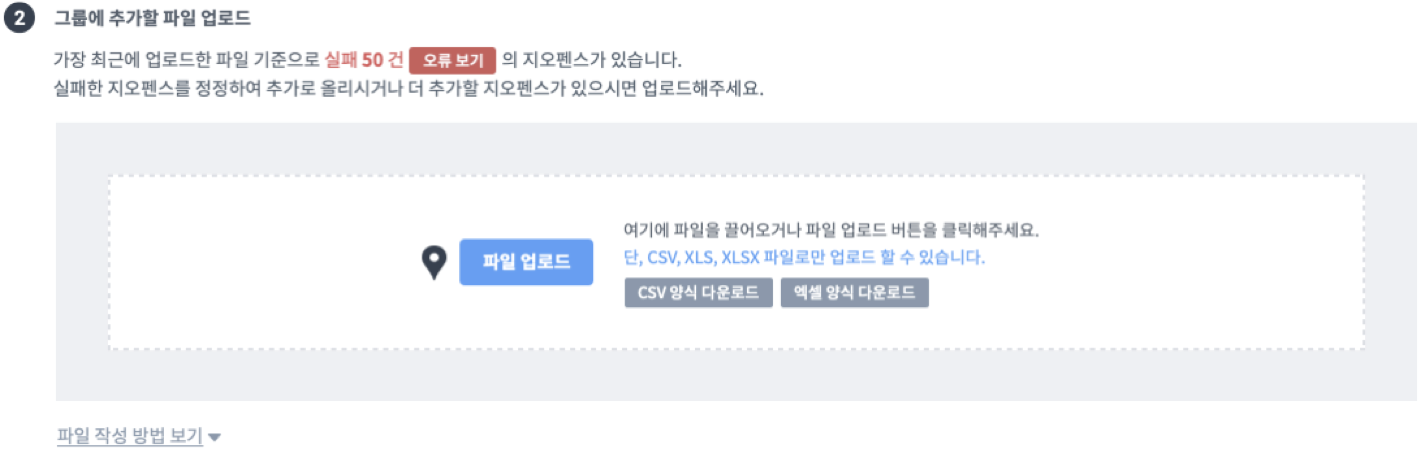 2 그룹에 추가할 파일 업로드
가장 최근에 업로드한 파일 기준으로 실패 50 건 오류 보기 의 지오펜스가 있습니다.
실패한 지오펜스를 정정하여 추가로 올리시거나 더 추가할 지오펜스가 있으시면 업로드해주세요.
여기에 파일을 끌어오거나 파일 업로드 버튼을 클릭해주세요.
파일 업로드
단, CSV, XLS, XLSX 파일로만 업로드 할 수 있습니다.
CSV 양식 다운로드 엑셀 양식 다운로드
파일 작성 방법 보기